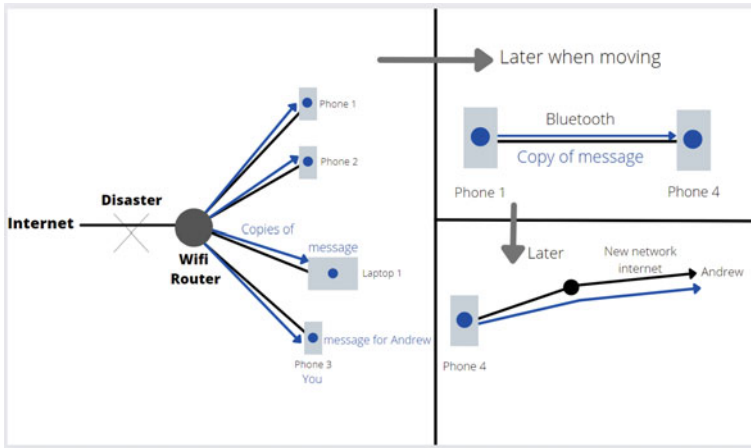 Phone 1
Phone 2
Disaster
Internet
Wifi
Router
Copies of
message
Laptop 1
message for Andrew
Phone 3
You
Later when moving
Bluetooth
Copy of message
Phone 1
Phone 4
Later
New network
internet
Andrew
Phone 4